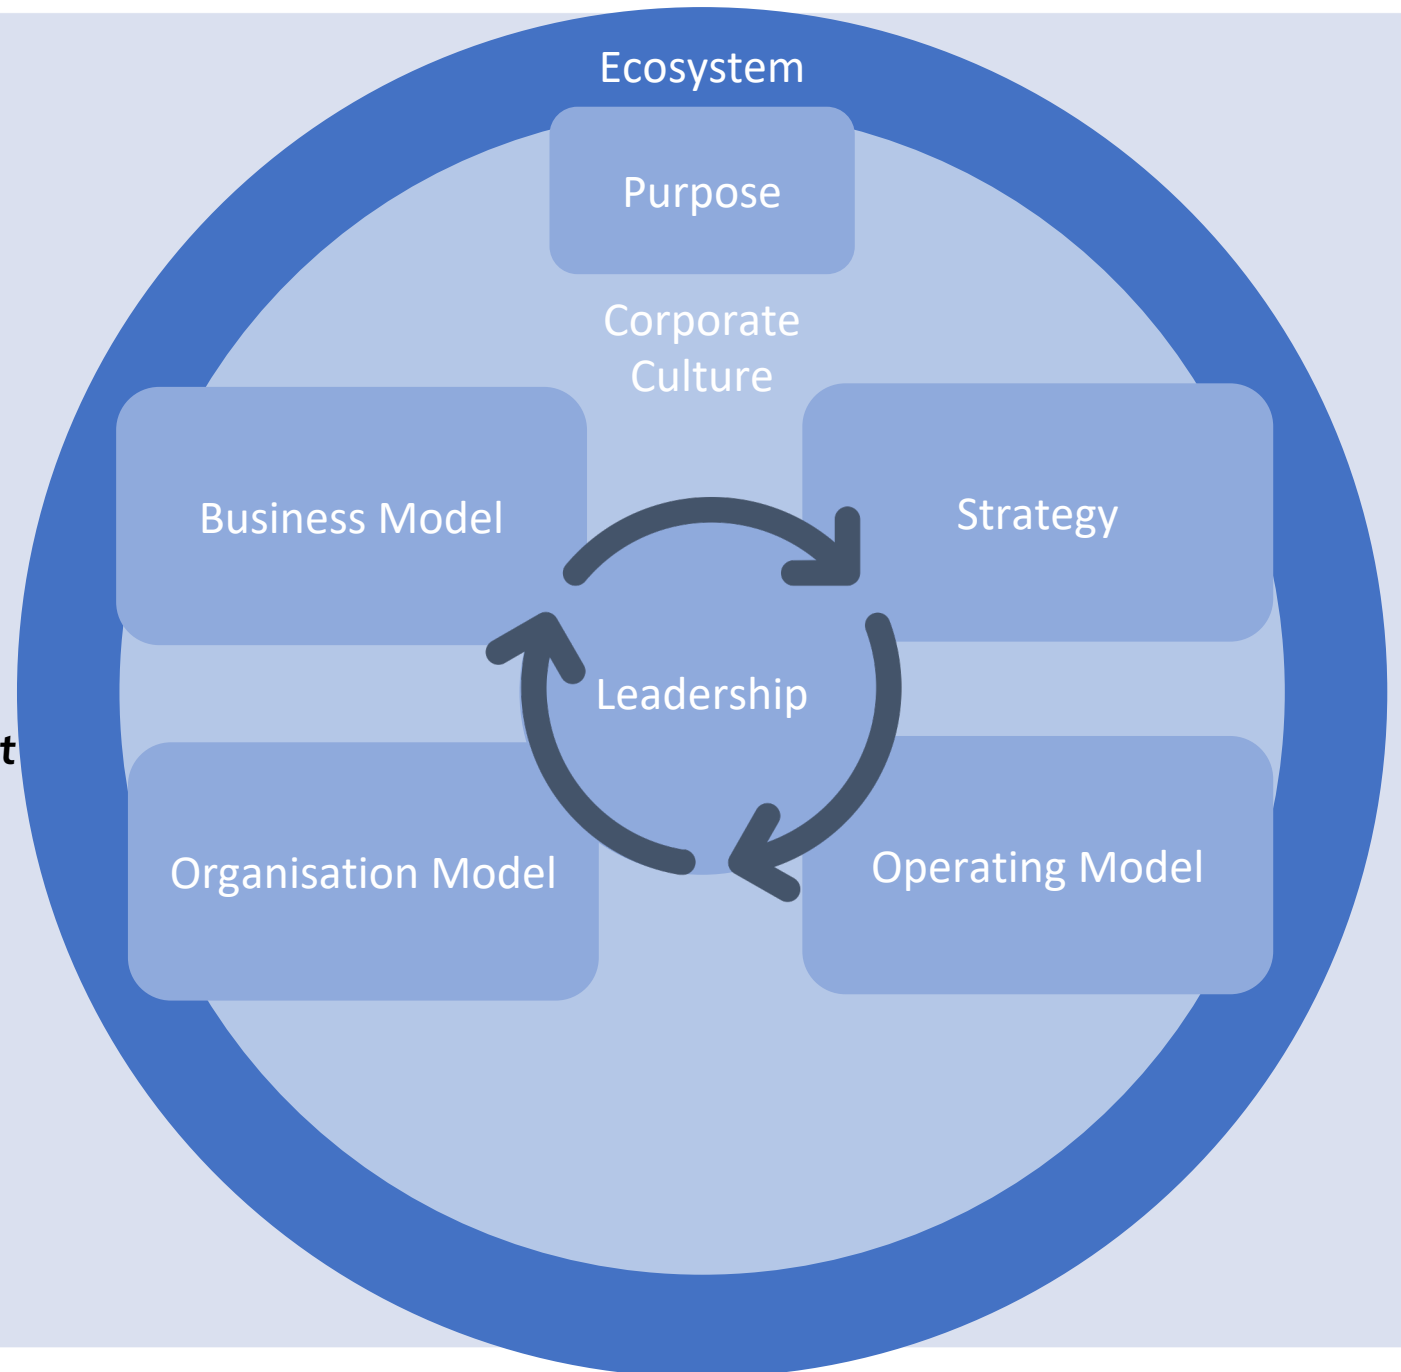 Ecosystem
Purpose
Corporate
Culture
Business Model
Strategy
Leadership
t
Organisation Model
Operating Model